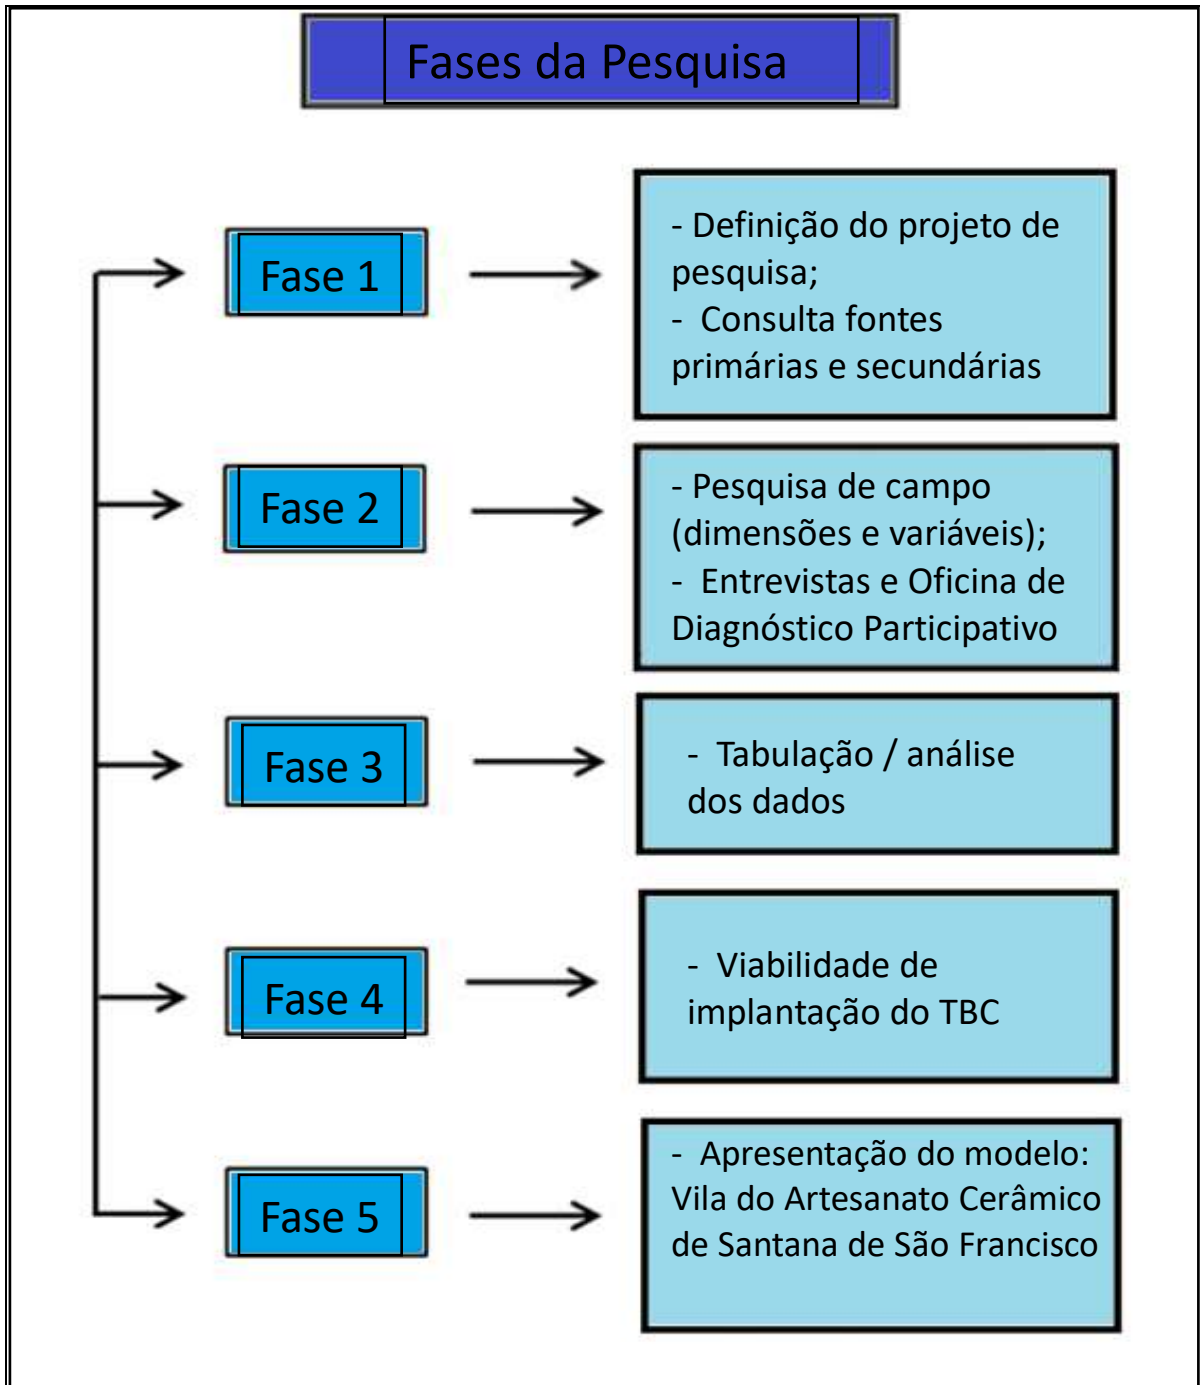 Fases da Pesquisa
Fase 1
- Definição do projeto de
pesquisa;
- Consulta fontes
primárias e secundárias
Fase 2
- Pesquisa de campo
(dimensões e variáveis);
- Entrevistas e Oficina de
Diagnóstico Participativo
Fase 3
- Tabulação / análise
dos dados
Fase 4
- Viabilidade de
implantação do TBC
Fase 5
- Apresentação do modelo:
Vila do Artesanato Cerâmico
de Santana de São Francisco